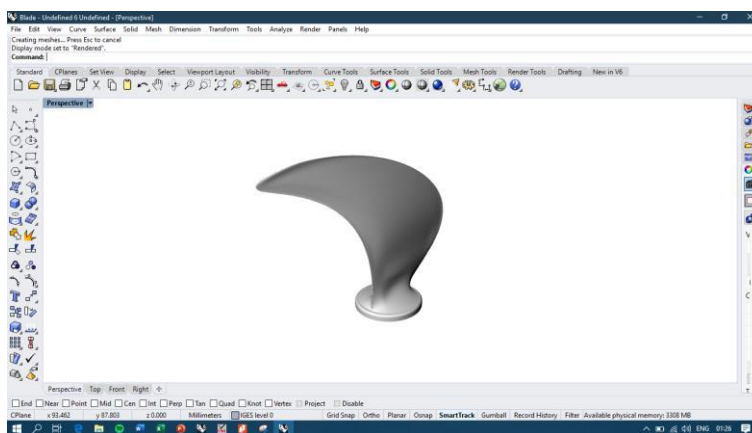 Blade - Undefined 6 Undefined - [Perspective]
File Edit View Curve Surface Solid Mesh Dimension Transform Tools Analyze Render Panels Help
Creating meshes... Press Esc to cancel
Display mode set to "Rendered".
Command:
Standard CPlanes Set View Display Select Viewport Layout Visibility Transform Curve Tools Surface Tools Solid Tools Mesh Tools Render Tools Drafting New in V6
Perspective
Perspective Top Front Right
End Near Point Mid Cen Int Perp Tan Quad Knot Vertex Project Disable
CPlane x 93.462 y 87.803 z 0.000 Millimeters IGES level 0 Grid Snap Ortho Planar Osnap SmartTrack Gumball Record History Filter Available physical memory: 3308 MB
ENG 01:26